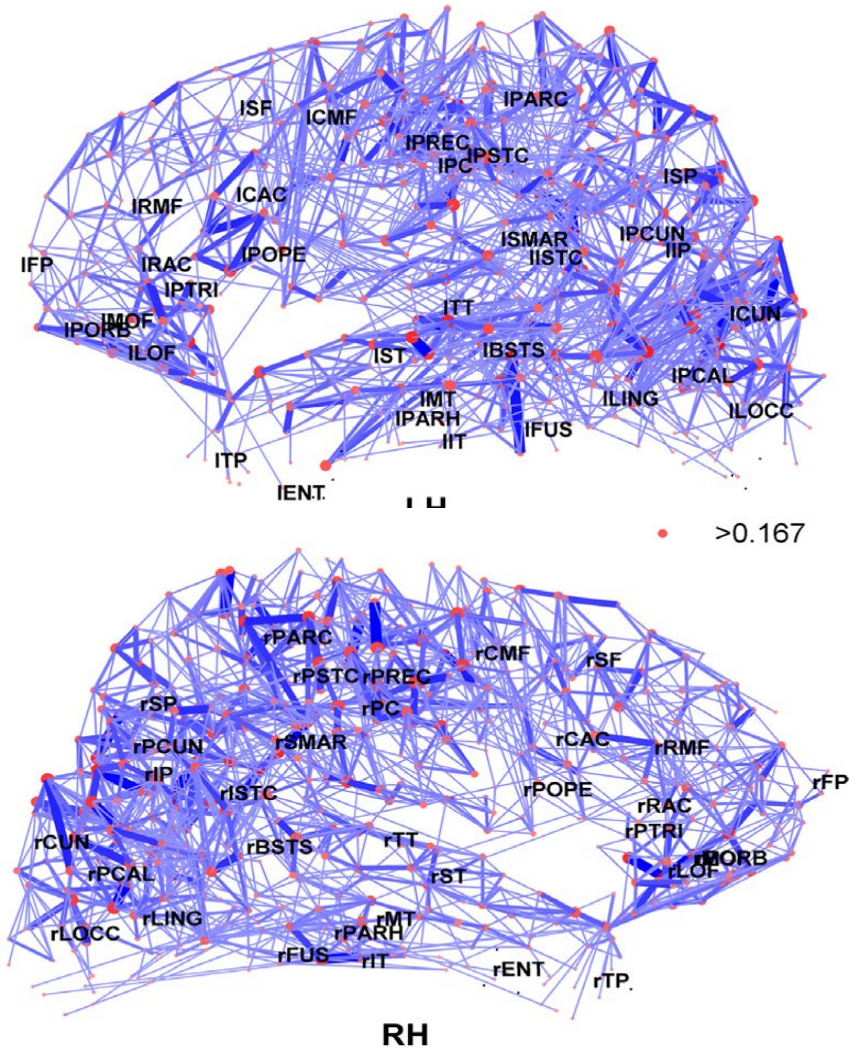 lPARC
lSF
lCMF
lPREC
lPSTC
lPC
lSP
lCAC
lRMF
lSMAR
lPCUN
lISTC
lIP
lPOPE
lFP
lRAC
lPTRI
lTT
lCUN
lMOF
lPORB
lLOF
lST
lBSTS
lPCAL
lMT
lLING
lLOCC
lPARH
lIT
lFUS
lTP
lENT
LH
>0.167
rPARC
rCMF
rSF
rPSTC
rPREC
rSP
rPC
rPCUN
rSMAR
rCAC
rRMF
rIP
rISTC
rPOPE
rFP
rRAC
rCUN
rBSTS
rTT
rPTRI
rPCAL
rST
rLOF
rLING
rMT
rLOCC
rPARH
rFUS
rIT
rENT
rTP
RH